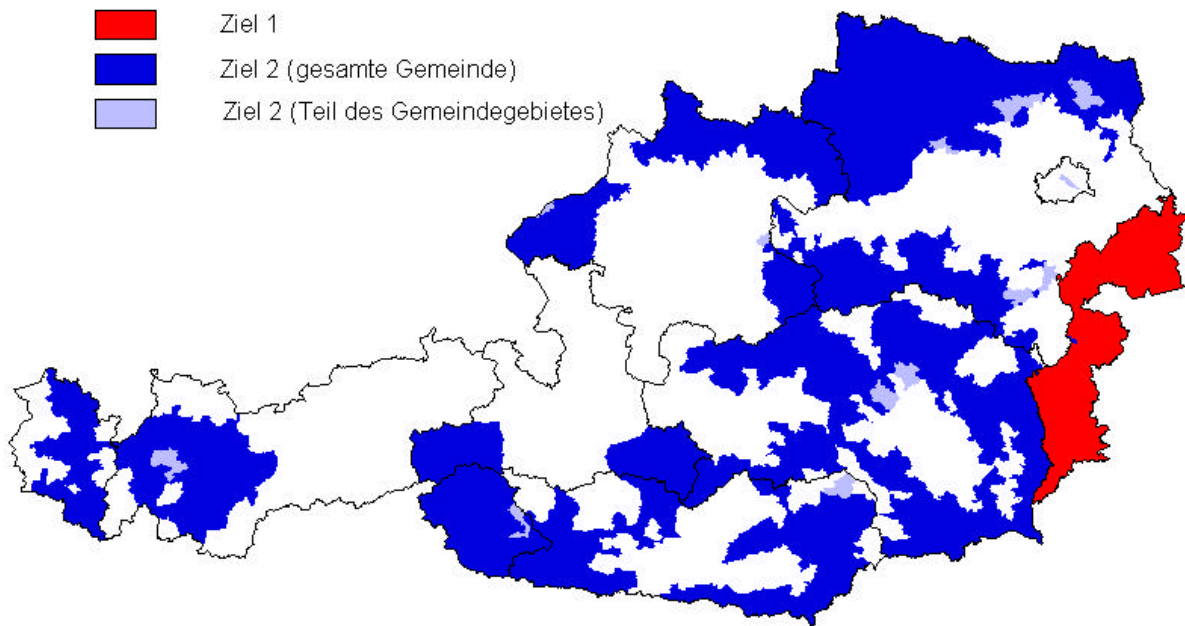 Ziel 1
Ziel 2 (gesamte Gemeinde)
Ziel 2 (Teil des Gemeindegebietes)